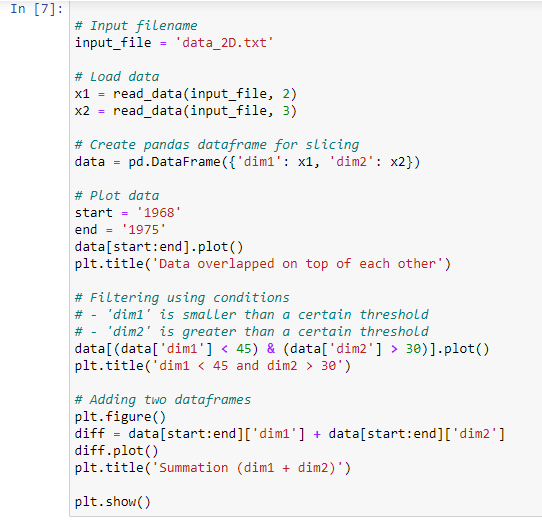 In [7]:
# Input filename
input_file = 'data_2D.txt'
# Load data
x1 = read_data(input_file, 2)
x2 = read_data(input_file, 3)
# Create pandas dataframe for slicing
data = pd.DataFrame({'dim1': x1, 'dim2': x2})
# Plot data
start = '1968'
end = '1975'
data[start:end].plot()
plt.title('Data overlapped on top of each other')
# Filtering using conditions
# - 'dim1' is smaller than a certain threshold
# - 'dim2' is greater than a certain threshold
data[(data['dim1'] < 45) & (data['dim2'] > 30)].plot()
plt.title('dim1 < 45 and dim2 > 30')
# Adding two dataframes
plt.figure()
diff = data[start:end]['dim1'] + data[start:end]['dim2']
diff.plot()
plt.title('Summation (dim1 + dim2)')
plt.show()